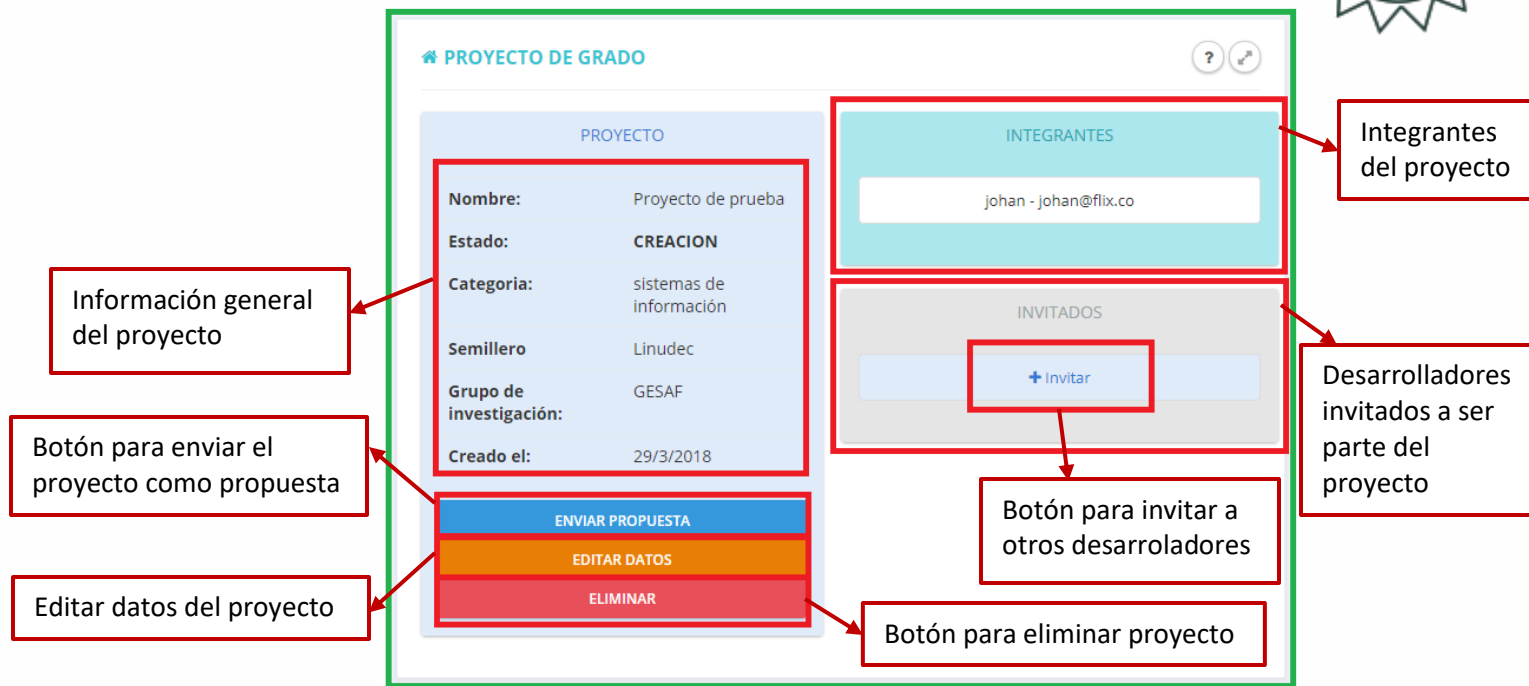 PROYECTO DE GRADO
?
PROYECTO
Nombre: Proyecto de prueba
Estado: CREACION
Categoria: sistemas de
información
Semillero Linudec
Grupo de GESAF
investigación:
Creado el: 29/3/2018
ENVIAR PROPUESTA
EDITAR DATOS
ELIMINAR
INTEGRANTES
johan - johan@flix.co
INVITADOS
+ Invitar
Información general
del proyecto
Botón para enviar el
proyecto como propuesta
Editar datos del proyecto
Integrantes
del proyecto
Desarrolladores
invitados a ser
parte del
proyecto
Botón para invitar a
otros desarroladores
Botón para eliminar proyecto